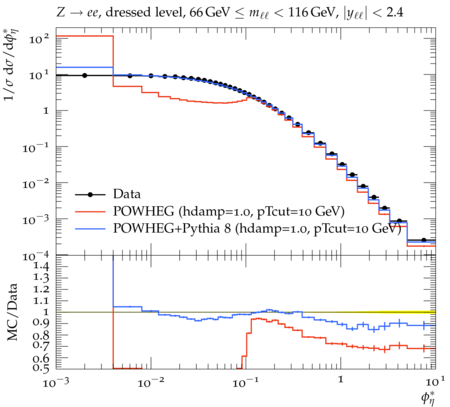 Z → ee, dressed level, 66 GeV ≤ mℓℓ < 116 GeV, |yℓℓ| < 2.4
1/σ dσ/dϕ*η
10²
10¹
1
10⁻¹
10⁻²
10⁻³
10⁻⁴
Data
POWHEG (hdamp=1.0, pTcut=10 GeV)
POWHEG+Pythia 8 (hdamp=1.0, pTcut=10 GeV)
MC/Data
1.4
1.3
1.2
1.1
1
0.9
0.8
0.7
0.6
0.5
10⁻³ 10⁻² 10⁻¹ 1 10¹
ϕ*η